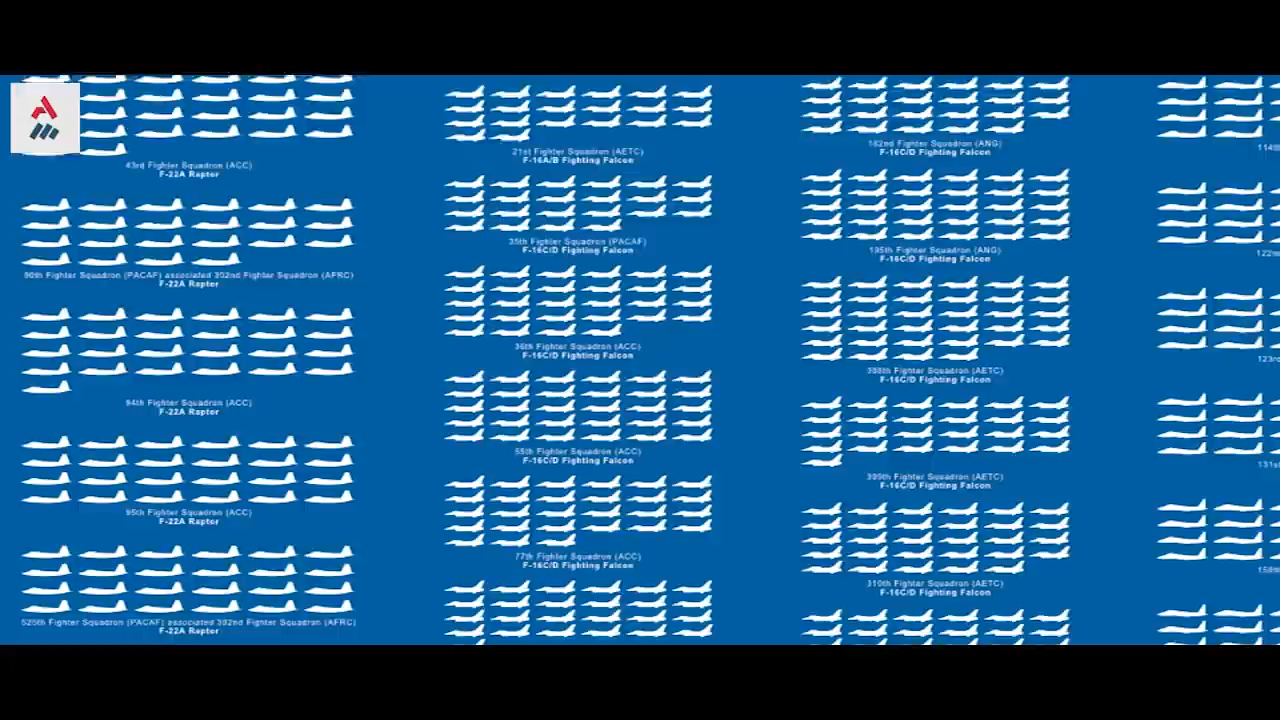 43rd Fighter Squadron (ACC)
F-22A Raptor
90th Fighter Squadron (PACAF) associated 302nd Fighter Squadron (AFRC)
F-22A Raptor
94th Fighter Squadron (ACC)
F-22A Raptor
95th Fighter Squadron (ACC)
F-22A Raptor
525th Fighter Squadron (PACAF) associated 302nd Fighter Squadron (AFRC)
F-22A Raptor
21st Fighter Squadron (AETC)
F-16A/B Fighting Falcon
35th Fighter Squadron (PACAF)
F-16C/D Fighting Falcon
36th Fighter Squadron (ACC)
F-16C/D Fighting Falcon
55th Fighter Squadron (ACC)
F-16C/D Fighting Falcon
77th Fighter Squadron (ACC)
F-16C/D Fighting Falcon
162nd Fighter Squadron (ANG)
F-16C/D Fighting Falcon
195th Fighter Squadron (ANG)
F-16C/D Fighting Falcon
308th Fighter Squadron (AETC)
F-16C/D Fighting Falcon
309th Fighter Squadron (AETC)
F-16C/D Fighting Falcon
310th Fighter Squadron (AETC)
F-16C/D Fighting Falcon
114th
122nd
123rd
131st